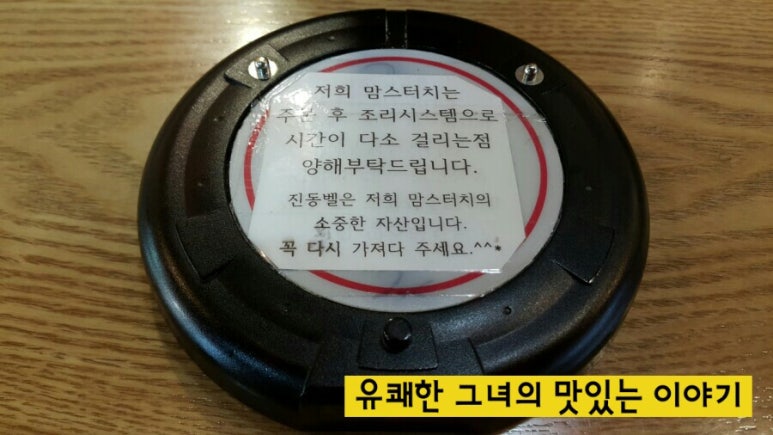 저희 맘스터치는
주문 후 조리시스템으로
시간이 다소 걸리는점
양해부탁드립니다.
진동벨은 저희 맘스터치의
소중한 자산입니다.
꼭 다시 가져다 주세요.^^*
유쾌한 그녀의 맛있는 이야기